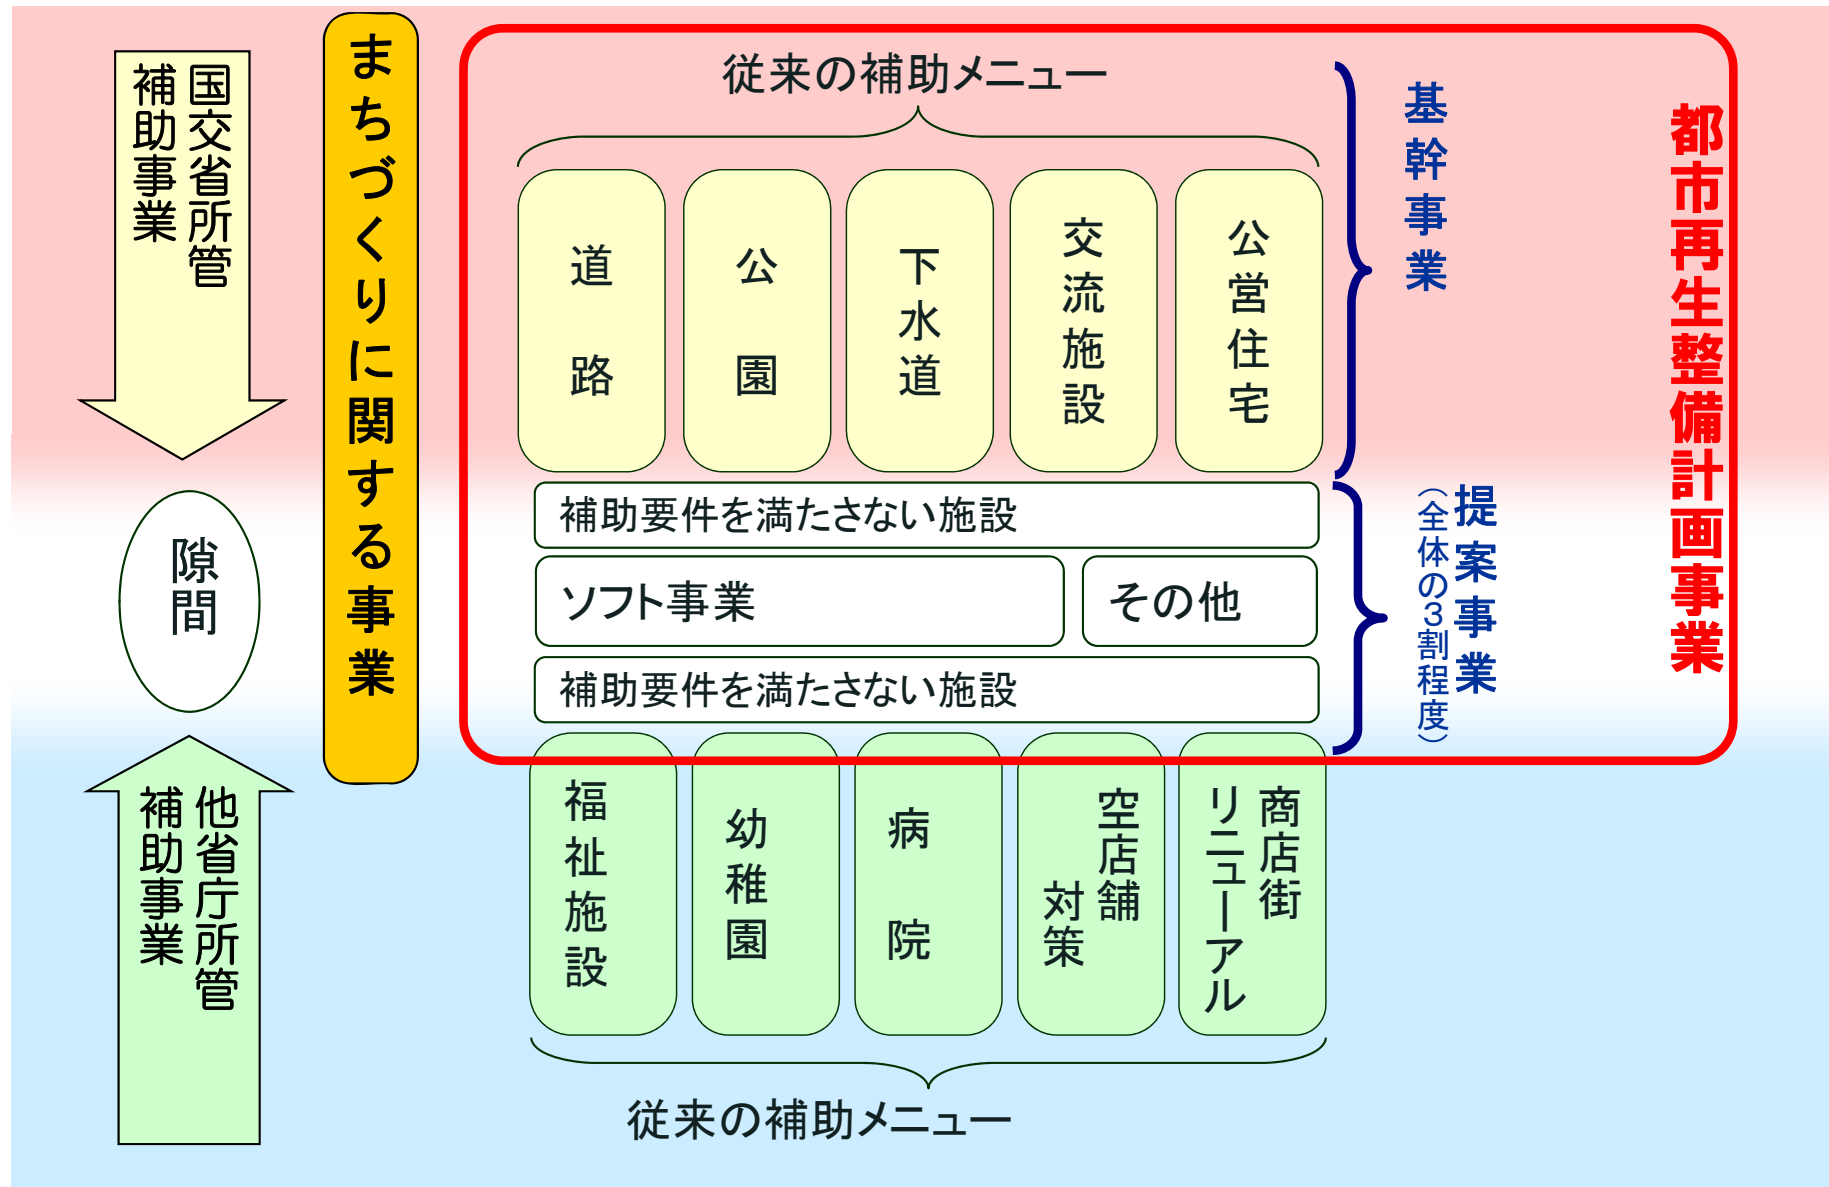 国交省所管
補助事業
隙間
他省庁所管
補助事業
まちづくりに関する事業
従来の補助メニュー
道路
公園
下水道
交流施設
公営住宅
補助要件を満たさない施設
ソフト事業
その他
補助要件を満たさない施設
福祉施設
幼稚園
病院
空店舗
対策
商店街
リニューアル
従来の補助メニュー
基幹事業
提案事業
（全体の３割程度）
都市再生整備計画事業